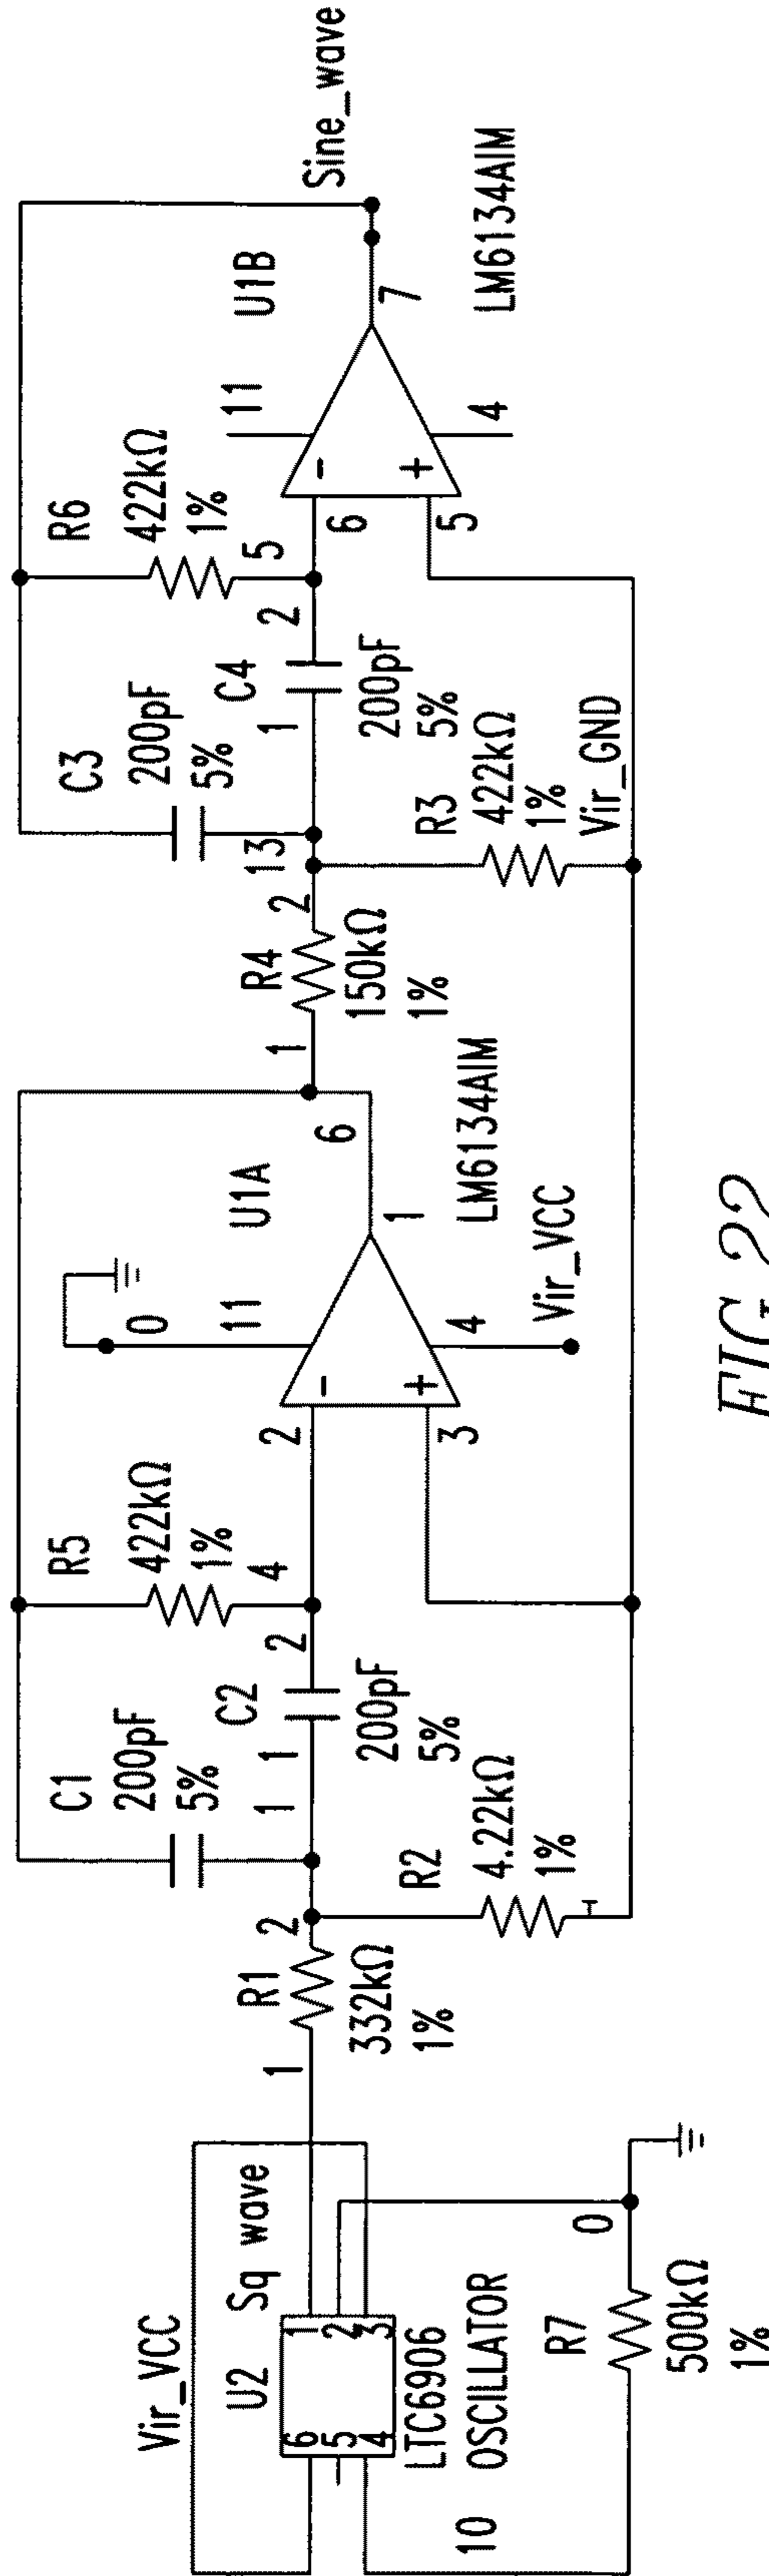 Vir_VCC
U2
Sq wave
6
5
4
1
2
3
LTC6906
OSCILLATOR
10
R7
500kΩ
1%
0
1
R1
332kΩ
1%
2
R2
4.22kΩ
1%
C1
200pF
5%
1
1
C2
200pF
5%
2
R5
422kΩ
1%
4
2
3
-
+
0
11
4
Vir_VCC
U1A
1
6
LM6134AIM
1
R4
150kΩ
1%
2
13
C3
200pF
5%
R3
422kΩ
1%
Vir_GND
1
C4
200pF
5%
2
R6
422kΩ
1%
5
6
5
-
+
11
4
U1B
7
LM6134AIM
Sine_wave
FIG.22